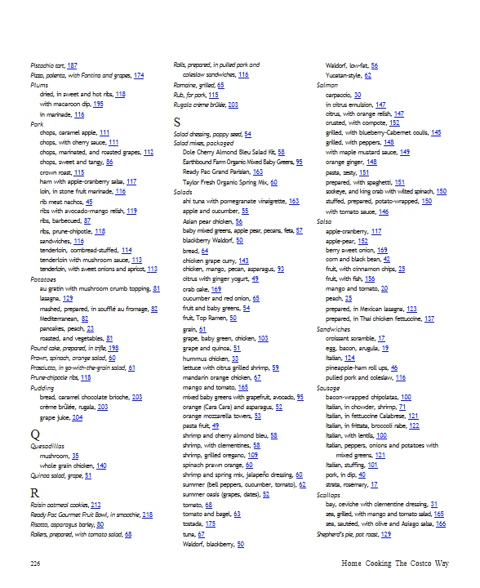 Pistachio tart, 187
Pizza, polenta, with Fontina and grapes, 174
Plums
dried, in sweet and hot ribs, 118
with macaroon dip, 195
in marinade, 116
Pork
chops, caramel apple, 111
chops, with cherry sauce, 111
chops, marinated, and roasted grapes, 112
chops, sweet and tangy, 86
crown roast, 115
ham with apple-cranberry salsa, 117
loin, in stone fruit marinade, 116
rib meat nachos, 45
ribs with avocado-mango relish, 119
ribs, barbecued, 87
ribs, prune-chipotle, 118
sandwiches, 116
tenderloin, cornbread-stuffed, 114
tenderloin with mushroom sauce, 113
tenderloin, with sweet onions and apricot, 113
Potatoes
au gratin with mushroom crumb topping, 81
lasagna, 129
mashed, prepared, in soufflé au fromage, 82
Mediterranean, 82
pancakes, peach, 23
roasted, and vegetables, 81
Pound cake, prepared, in trifle, 198
Prawn, spinach, orange salad, 60
Prosciutto, in go-with-the-grain salad, 61
Prune-chipotle ribs, 118
Pudding
bread, caramel chocolate brioche, 203
crème brûlée, rugala, 203
grape juice, 204
Q
Quesadillas
mushroom, 35
whole grain chicken, 140
Quinoa salad, grape, 51
R
Raisin oatmeal cookies, 212
Ready Pac Gourmet Fruit Bowl, in smoothie, 218
Risotto, asparagus barley, 80
Rollers, prepared, with tomato salad, 68
Rolls, prepared, in pulled pork and
coleslaw sandwiches, 116
Romaine, grilled, 65
Rub, for pork, 115
Rugala crème brûlée, 203
S
Salad dressing, poppy seed, 54
Salad mixes, packaged
Dole Cherry Almond Bleu Salad Kit, 58
Earthbound Farm Organic Mixed Baby Greens, 95
Ready Pac Grand Parisian, 163
Taylor Fresh Organic Spring Mix, 60
Salads
ahi tuna with pomegranate vinaigrette, 163
apple and cucumber, 55
Asian pear chicken, 56
baby mixed greens, apple pear, pecans, feta, 57
blackberry Waldorf, 50
bread, 64
chicken grape curry, 143
chicken, mango, pecan, asparagus, 93
citrus with ginger yogurt, 49
crab cake, 169
cucumber and red onion, 65
fruit and baby greens, 54
fruit, Top Ramen, 50
grain, 61
grape, baby green, chicken, 103
grape and quinoa, 51
hummus chicken, 33
lettuce with citrus grilled shrimp, 59
mandarin orange chicken, 67
mango and tomato, 165
mixed baby greens with grapefruit, avocado, 95
orange (Cara Cara) and asparagus, 52
orange mozzarella towers, 53
pasta fruit, 49
shrimp and cherry almond bleu, 58
shrimp, with clementines, 58
shrimp, grilled oregano, 109
spinach prawn orange, 60
shrimp and spring mix, jalapeño dressing, 60
summer (bell peppers, cucumber, tomato), 62
summer oasis (grapes, dates), 52
tomato, 68
tomato and bagel, 63
tostada, 175
tuna, 67
Waldorf, blackberry, 50
Waldorf, low-fat, 56
Yucatan-style, 62
Salmon
carpaccio, 30
in citrus emulsion, 147
citrus, with orange relish, 147
crusted, with compote, 152
grilled, with blueberry-Cabernet coulis, 145
grilled, with peppers, 148
with maple mustard sauce, 149
orange ginger, 148
pasta, testy, 151
prepared, with spaghetti, 151
sockeye, and king crab with wilted spinach, 150
stuffed, prepared, potato-wrapped, 150
with tomato sauce, 146
Salsa
apple-cranberry, 117
apple-pear, 152
berry sweet onion, 169
corn and black bean, 42
fruit, with cinnamon chips, 25
fruit, with fish, 156
mango and tomato, 20
peach, 25
prepared, in Mexican lasagna, 123
prepared, in Thai chicken fettuccine, 137
Sandwiches
croissant scramble, 17
egg, bacon, arugula, 19
Italian, 124
pineapple-ham roll ups, 46
pulled pork and coleslaw, 116
Sausage
bacon-wrapped chipolatas, 100
Italian, in chowder, shrimp, 71
Italian, in fettuccine Calabrese, 121
Italian, in frittata, broccoli rabe, 122
Italian, with lentils, 100
Italian, peppers, onions and potatoes with
mixed greens, 121
Italian, stuffing, 101
pork, in dip, 40
strata, rosemary, 17
Scallops
bay, ceviche with clementine dressing, 31
sea, grilled, with mango and tomato salad, 165
sea, sautéed, with olive and Asiago salsa, 166
Shepherd's pie, pot roast, 129
226
Home Cooking The Costco Way